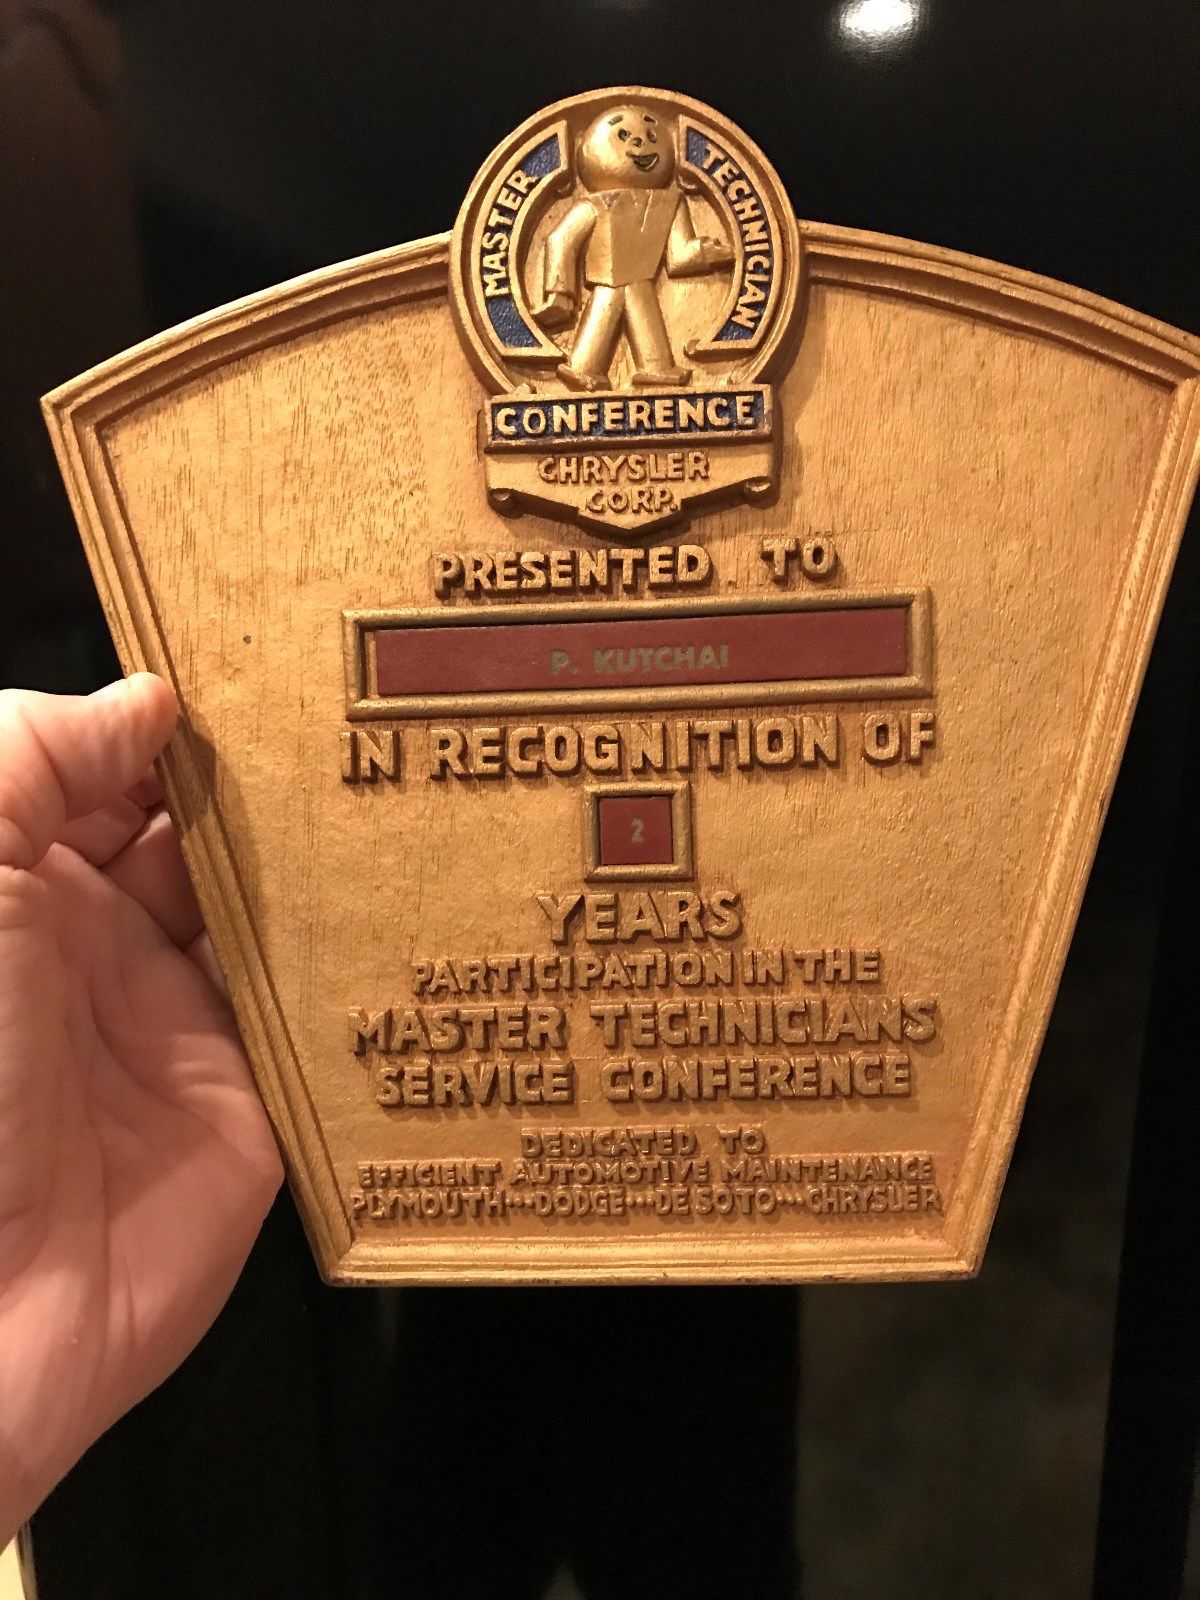 MASTER TECHNICIAN
CONFERENCE
CHRYSLER
CORP.
PRESENTED TO
P. KUTCHAI
IN RECOGNITION OF
2
YEARS
PARTICIPATION IN THE
MASTER TECHNICIANS
SERVICE CONFERENCE
DEDICATED TO
EFFICIENT AUTOMOTIVE MAINTENANCE
PLYMOUTH···DODGE···DE SOTO···CHRYSLER